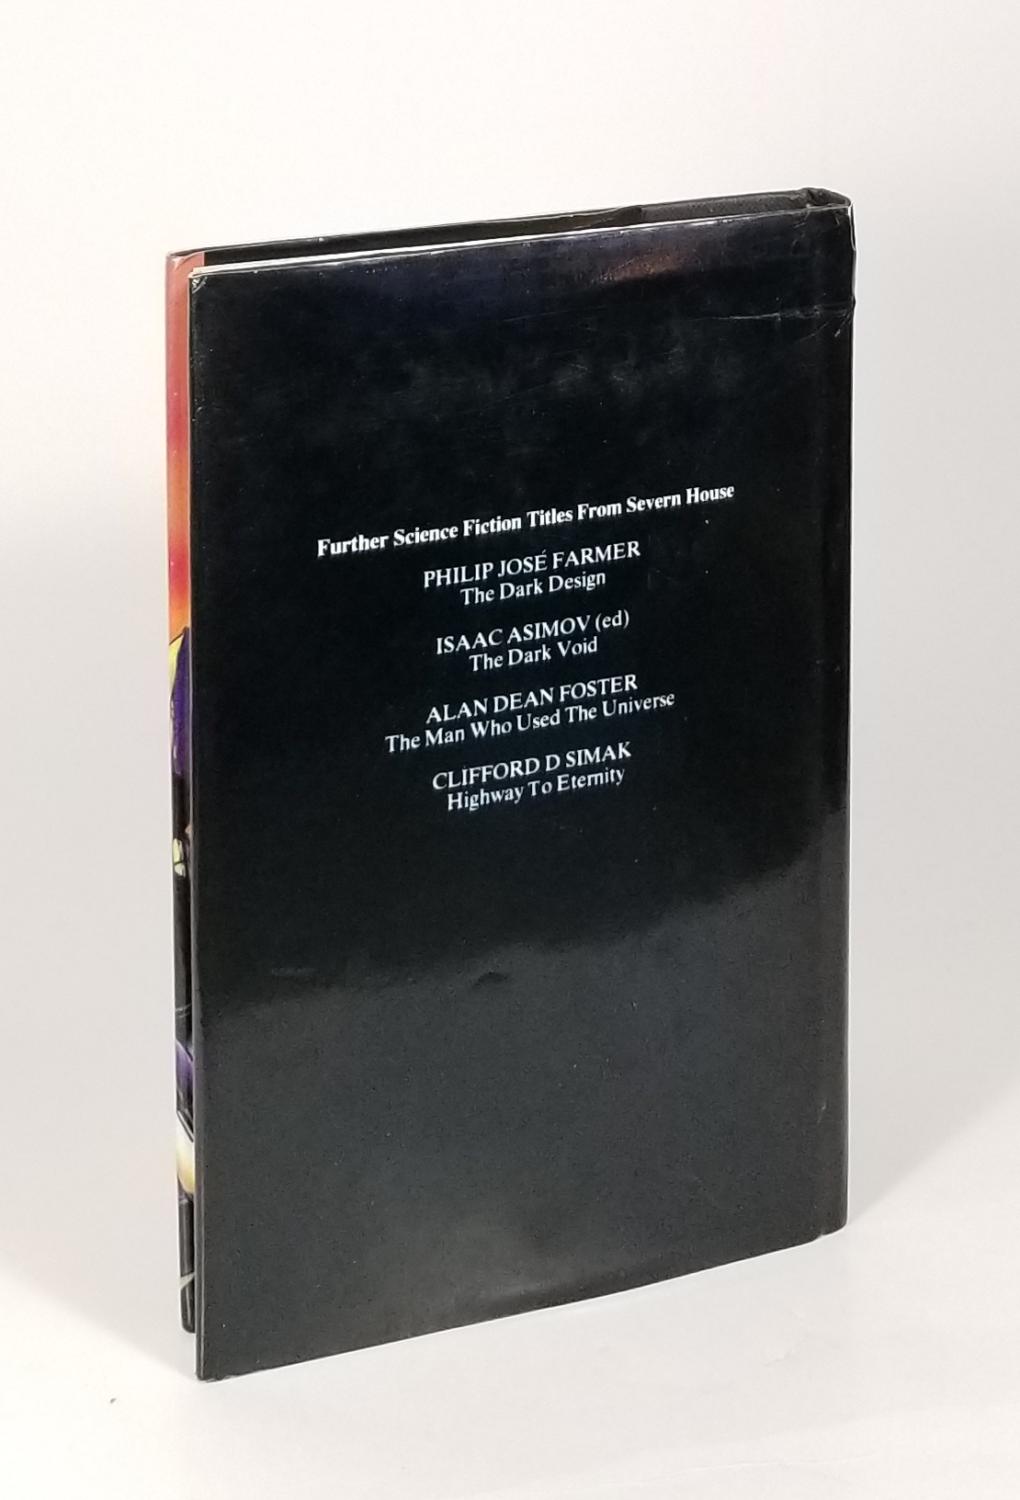 Further Science Fiction Titles From Severn House
PHILIP JOSÉ FARMER
The Dark Design
ISAAC ASIMOV (ed)
The Dark Void
ALAN DEAN FOSTER
The Man Who Used The Universe
CLIFFORD D SIMAK
Highway To Eternity